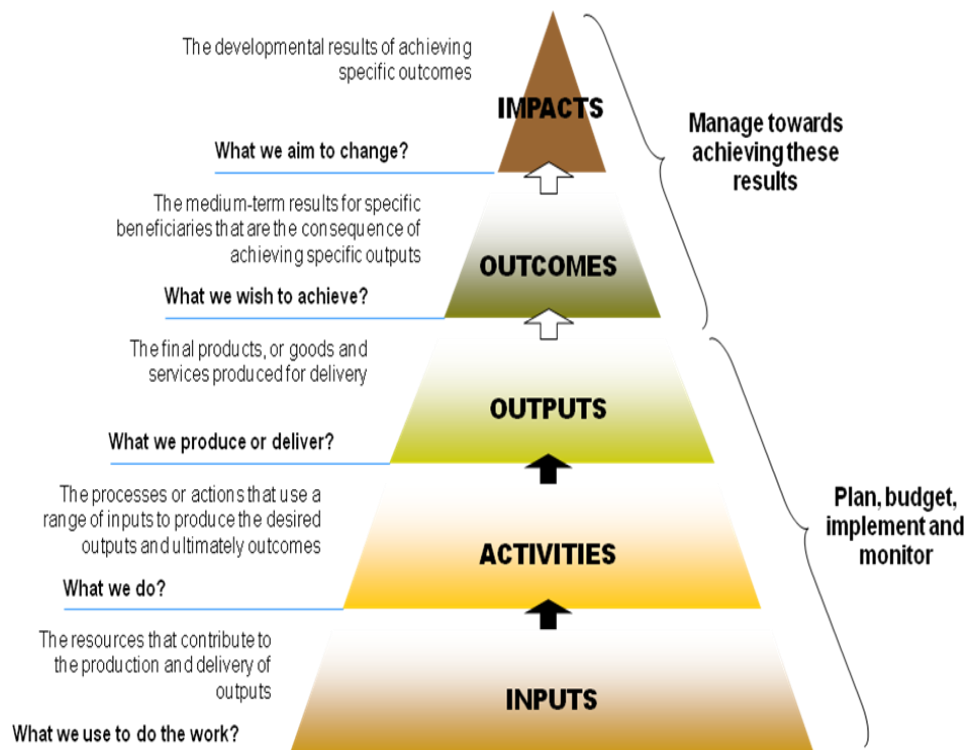 The developmental results of achieving
specific outcomes
IMPACTS
What we aim to change?
Manage towards
achieving these
results
The medium-term results for specific
beneficiaries that are the consequence of
achieving specific outputs
OUTCOMES
What we wish to achieve?
The final products, or goods and
services produced for delivery
OUTPUTS
What we produce or deliver?
The processes or actions that use a
range of inputs to produce the desired
outputs and ultimately outcomes
ACTIVITIES
What we do?
Plan, budget,
implement and
monitor
The resources that contribute to
the production and delivery of
outputs
INPUTS
What we use to do the work?